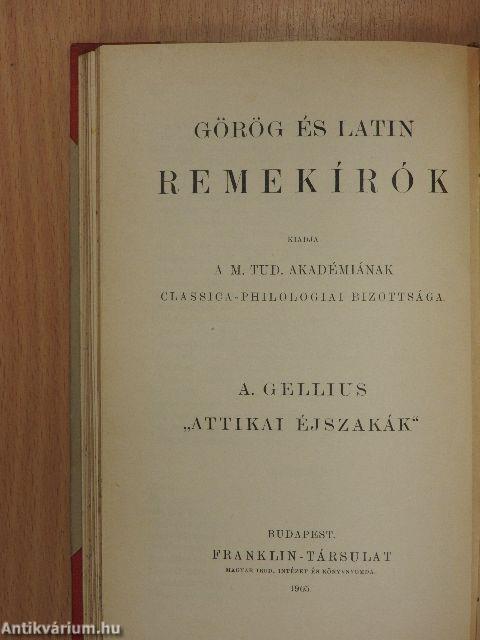 GÖRÖG ÉS LATIN
REMEKÍRÓK
KIADJA
A M. TUD. AKADÉMIÁNAK
CLASSICA-PHILOLOGIAI BIZOTTSÁGA.
A. GELLIUS
„ATTIKAI ÉJSZAKÁK“
BUDAPEST.
FRANKLIN-TÁRSULAT
MAGYAR IROD. INTÉZET ÉS KÖNYVNYOMDA.
1905.
Antikvárium.hu